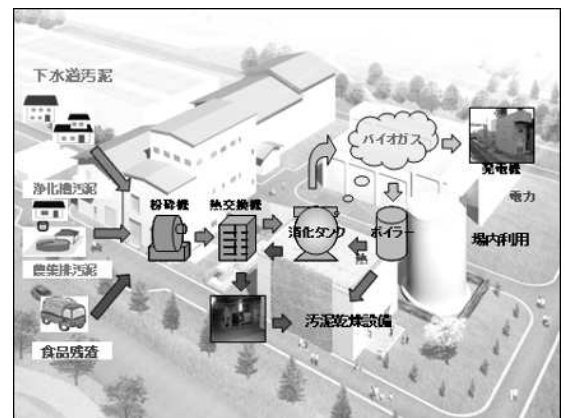 下水道汚泥
バイオガス
発電機
浄化槽汚泥
粉砕機
熱交換機
電力
消化タンク
ボイラー
場内利用
熱
農集排汚泥
汚泥乾燥設備
食品残渣